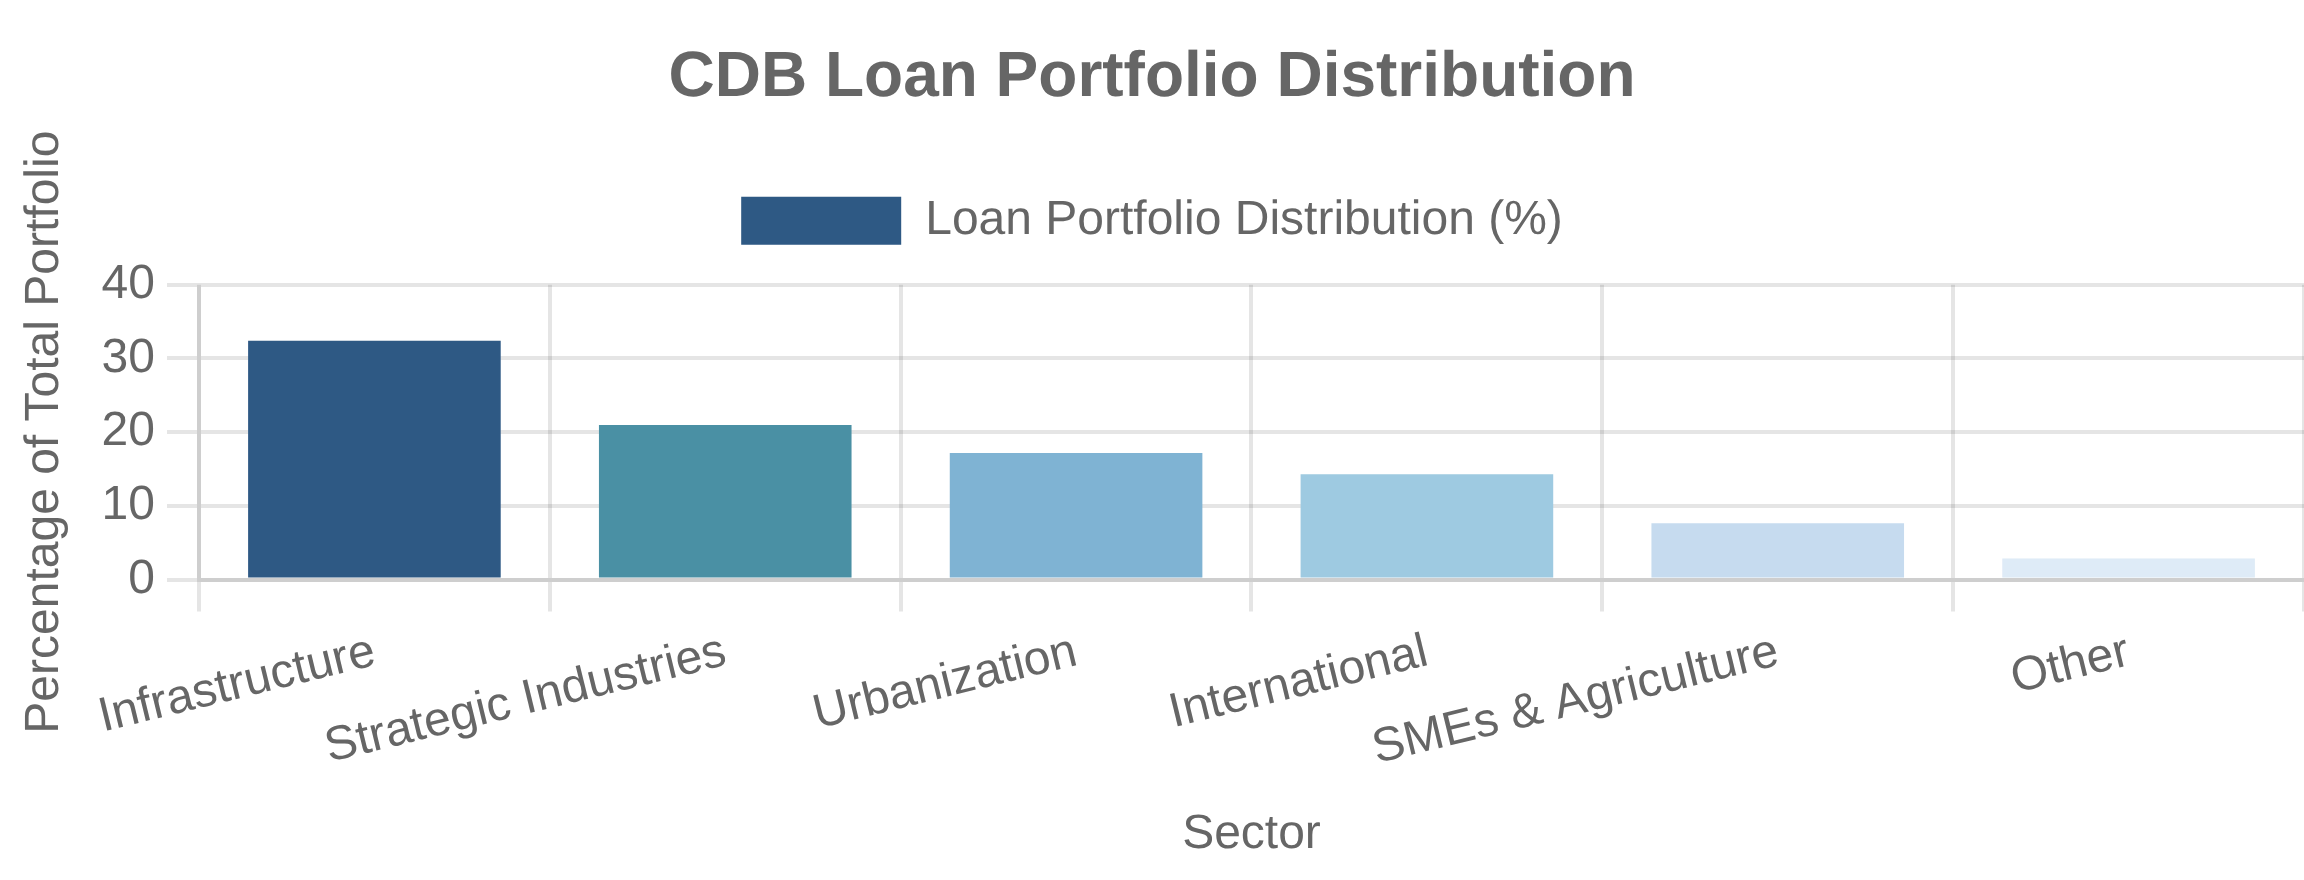 CDB Loan Portfolio Distribution
Loan Portfolio Distribution (%)
Percentage of Total Portfolio
40
30
20
10
0
Infrastructure
Strategic Industries
Urbanization
International
SMEs & Agriculture
Other
Sector